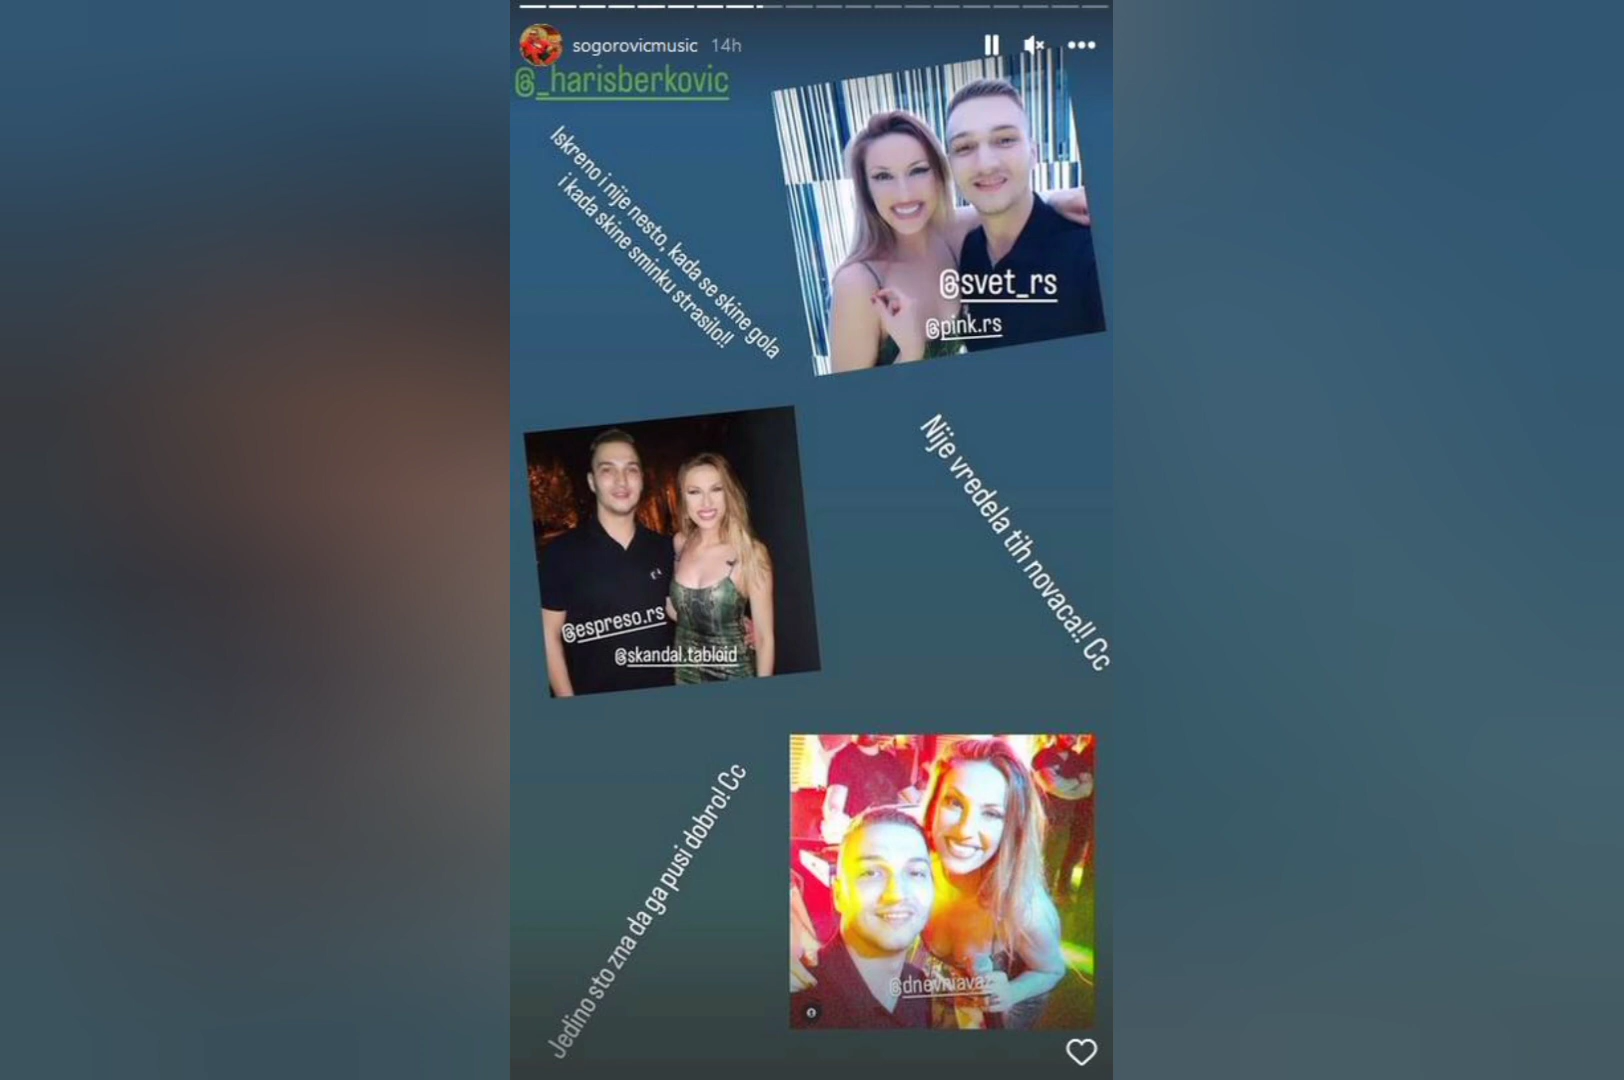 sogorovicmusic 14h
@_harisberkovic
Iskreno i nije nesto, kada se skine gola
i kada skine sminku strasilo!!
@svet_rs
@pink.rs
Nije vredela tih novaca!! Cc
@espreso.rs
@skandal.tabloid
Jedino sto zna da ga pusi dobro!Cc
@dnevniavaz